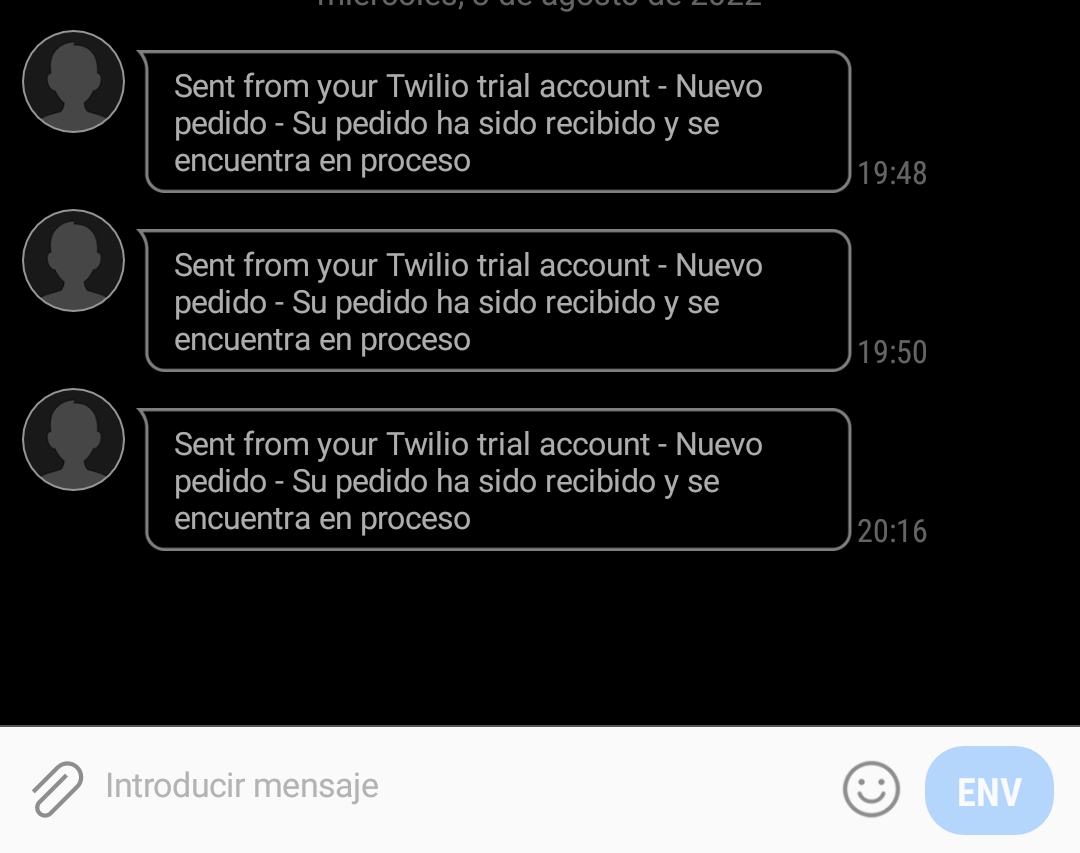 miércoles, 3 de agosto de 2022
Sent from your Twilio trial account - Nuevo
pedido - Su pedido ha sido recibido y se
encuentra en proceso
19:48
Sent from your Twilio trial account - Nuevo
pedido - Su pedido ha sido recibido y se
encuentra en proceso
19:50
Sent from your Twilio trial account - Nuevo
pedido - Su pedido ha sido recibido y se
encuentra en proceso
20:16
Introducir mensaje
ENV